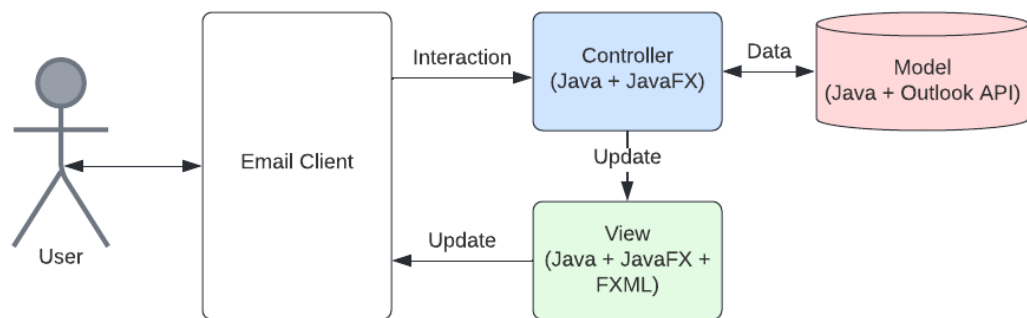 Interaction
Controller
(Java + JavaFX)
Data
Model
(Java + Outlook API)
Email Client
Update
User
Update
View
(Java + JavaFX +
FXML)